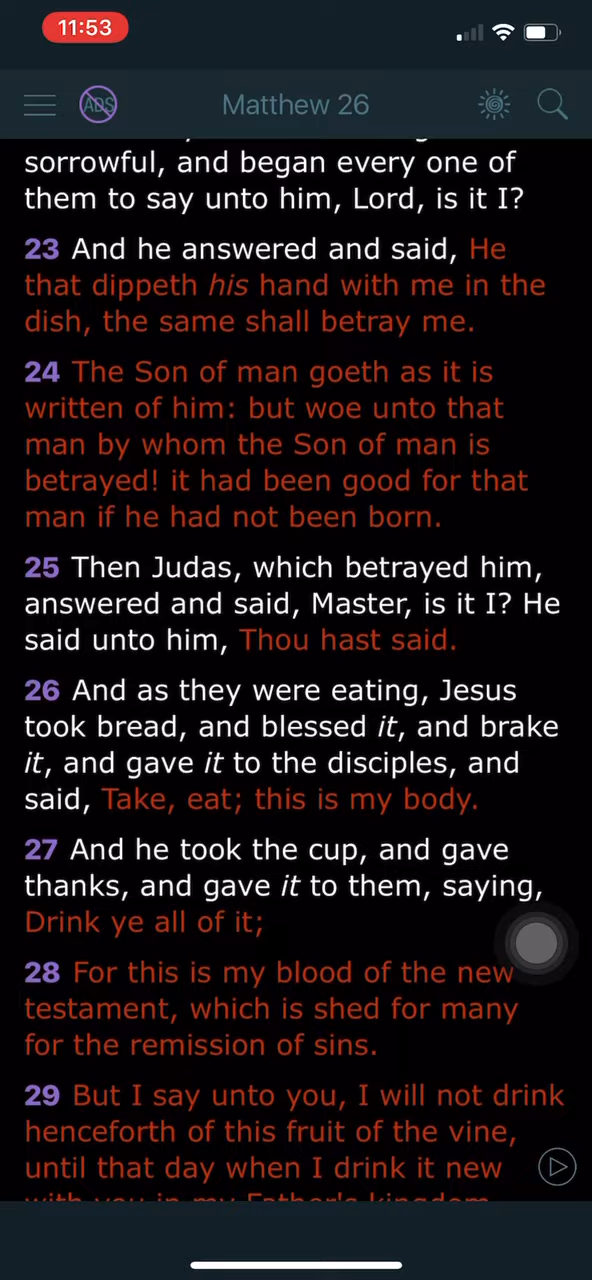 11:53
ADS
Matthew 26
sorrowful, and began every one of
them to say unto him, Lord, is it I?
23 And he answered and said, He
that dippeth his hand with me in the
dish, the same shall betray me.
24 The Son of man goeth as it is
written of him: but woe unto that
man by whom the Son of man is
betrayed! it had been good for that
man if he had not been born.
25 Then Judas, which betrayed him,
answered and said, Master, is it I? He
said unto him, Thou hast said.
26 And as they were eating, Jesus
took bread, and blessed it, and brake
it, and gave it to the disciples, and
said, Take, eat; this is my body.
27 And he took the cup, and gave
thanks, and gave it to them, saying,
Drink ye all of it;
28 For this is my blood of the new
testament, which is shed for many
for the remission of sins.
29 But I say unto you, I will not drink
henceforth of this fruit of the vine,
until that day when I drink it new
with you in my Father's kingdom